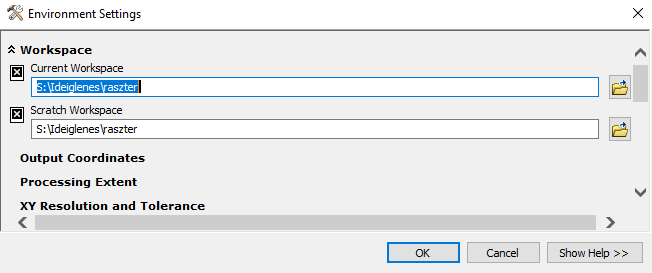 Environment Settings
Workspace
Current Workspace
S:\Ideiglenes\raszter
Scratch Workspace
S:\Ideiglenes\raszter
Output Coordinates
Processing Extent
XY Resolution and Tolerance
OK Cancel Show Help >>